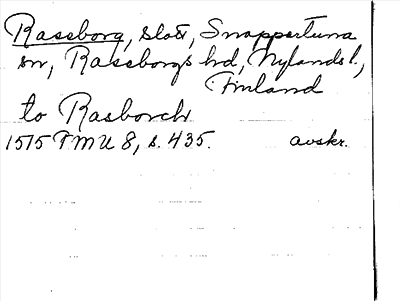 Raseborg, slott, Snappertuna
sn, Raseborgs hd, Nylands l.,
Finland
to Rasborch
1515 FMU 8, s. 435. avskr.